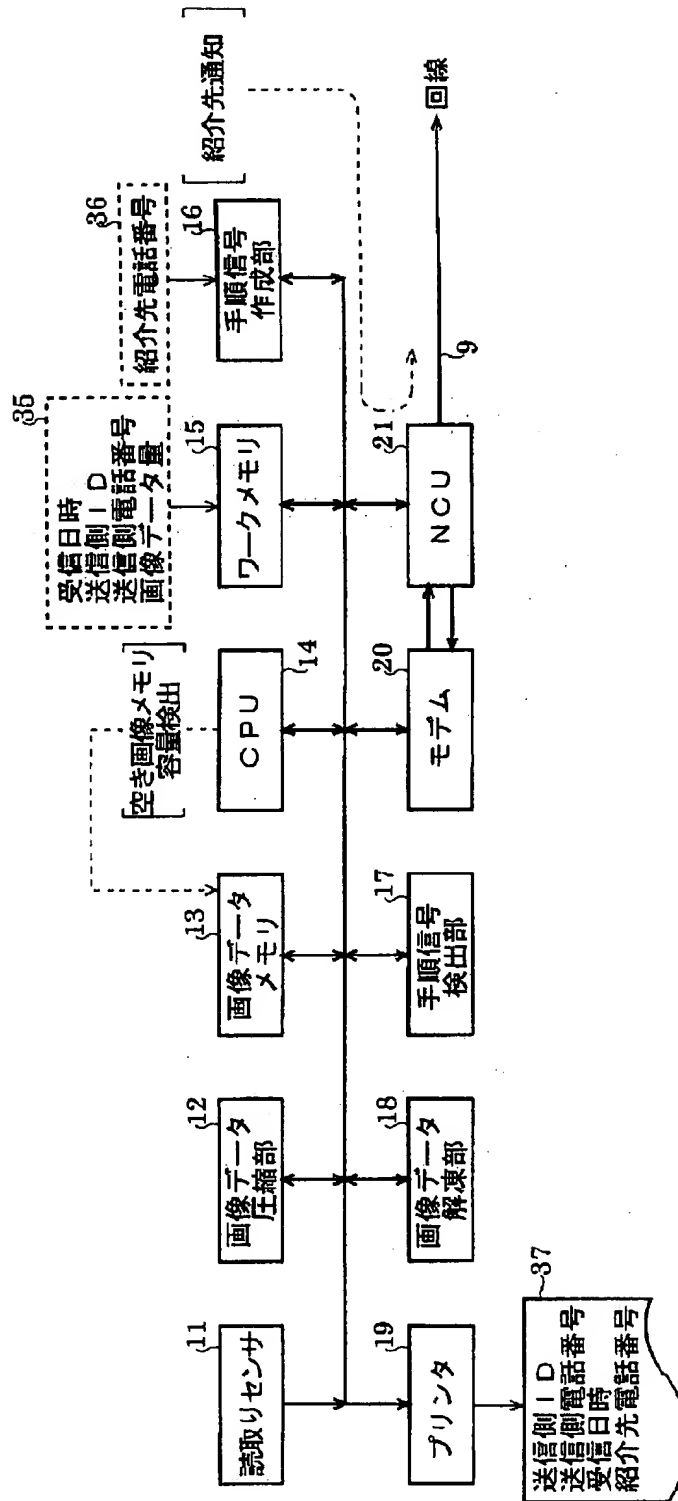 35
受信日時
送信側ID
送信側電話番号
画像データ量
36
紹介先電話番号
[紹介先通知]
[空き画像メモリ
容量検出]
11
読取りセンサ
12
画像データ
圧縮部
13
画像データ
メモリ
14
CPU
15
ワークメモリ
16
手順信号
作成部
19
プリンタ
18
画像データ
解凍部
17
手順信号
検出部
20
モデム
21
NCU
9
回線
37
送信側ID
送信側電話番号
受信日時
紹介先電話番号